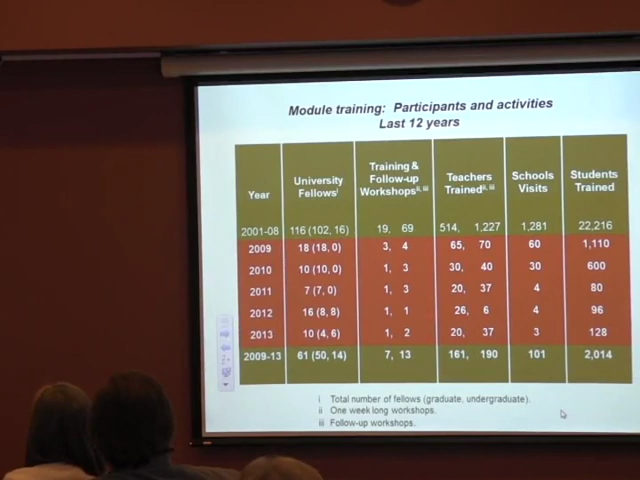 Module training: Participants and activities
Last 12 years
Year University Fellows i Training & Follow-up Workshops ii, iii Teachers Trained ii, iii Schools Visits Students Trained
2001-08 116 (102, 16) 19, 69 514, 1,227 1,281 22,216
2009 18 (18, 0) 3, 4 65, 70 60 1,110
2010 10 (10, 0) 1, 3 30, 40 30 600
2011 7 (7, 0) 1, 3 20, 37 4 80
2012 16 (8, 8) 1, 1 26, 6 4 96
2013 10 (4, 6) 1, 2 20, 37 3 128
2009-13 61 (50, 14) 7, 13 161, 190 101 2,014
i Total number of fellows (graduate, undergraduate).
ii One week long workshops.
iii Follow-up workshops.